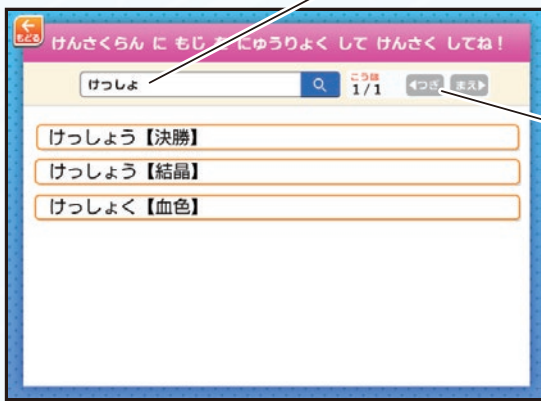 もどる
けんさくらん に もじ を にゅうりょく して けんさく してね！
けっしょ
こうほ
1/1
つぎ
まえ
けっしょう【決勝】
けっしょう【結晶】
けっしょく【血色】